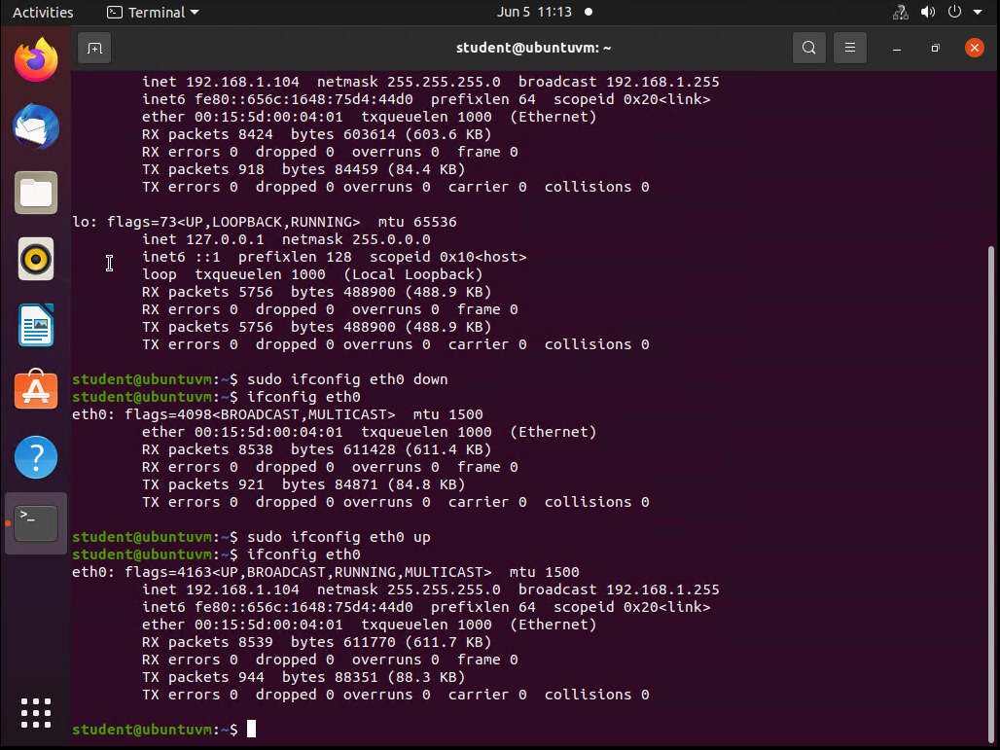 Activities Terminal Jun 5 11:13
student@ubuntuvm: ~
inet 192.168.1.104 netmask 255.255.255.0 broadcast 192.168.1.255
inet6 fe80::656c:1648:75d4:44d0 prefixlen 64 scopeid 0x20<link>
ether 00:15:5d:00:04:01 txqueuelen 1000 (Ethernet)
RX packets 8424 bytes 603614 (603.6 KB)
RX errors 0 dropped 0 overruns 0 frame 0
TX packets 918 bytes 84459 (84.4 KB)
TX errors 0 dropped 0 overruns 0 carrier 0 collisions 0
lo: flags=73<UP,LOOPBACK,RUNNING> mtu 65536
inet 127.0.0.1 netmask 255.0.0.0
inet6 ::1 prefixlen 128 scopeid 0x10<host>
loop txqueuelen 1000 (Local Loopback)
RX packets 5756 bytes 488900 (488.9 KB)
RX errors 0 dropped 0 overruns 0 frame 0
TX packets 5756 bytes 488900 (488.9 KB)
TX errors 0 dropped 0 overruns 0 carrier 0 collisions 0
student@ubuntuvm:~$ sudo ifconfig eth0 down
student@ubuntuvm:~$ ifconfig eth0
eth0: flags=4098<BROADCAST,MULTICAST> mtu 1500
ether 00:15:5d:00:04:01 txqueuelen 1000 (Ethernet)
RX packets 8538 bytes 611428 (611.4 KB)
RX errors 0 dropped 0 overruns 0 frame 0
TX packets 921 bytes 84871 (84.8 KB)
TX errors 0 dropped 0 overruns 0 carrier 0 collisions 0
student@ubuntuvm:~$ sudo ifconfig eth0 up
student@ubuntuvm:~$ ifconfig eth0
eth0: flags=4163<UP,BROADCAST,RUNNING,MULTICAST> mtu 1500
inet 192.168.1.104 netmask 255.255.255.0 broadcast 192.168.1.255
inet6 fe80::656c:1648:75d4:44d0 prefixlen 64 scopeid 0x20<link>
ether 00:15:5d:00:04:01 txqueuelen 1000 (Ethernet)
RX packets 8539 bytes 611770 (611.7 KB)
RX errors 0 dropped 0 overruns 0 frame 0
TX packets 944 bytes 88351 (88.3 KB)
TX errors 0 dropped 0 overruns 0 carrier 0 collisions 0
student@ubuntuvm:~$